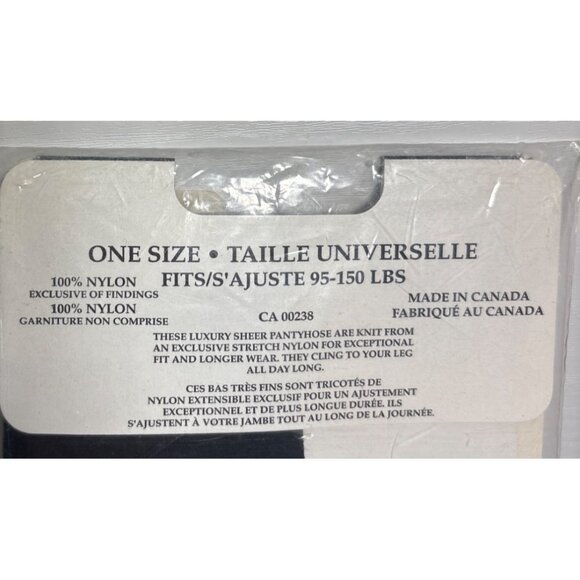 ONE SIZE • TAILLE UNIVERSELLE
FITS/S'AJUSTE 95-150 LBS
100% NYLON
EXCLUSIVE OF FINDINGS
100% NYLON
GARNITURE NON COMPRISE
CA 00238
MADE IN CANADA
FABRIQUÉ AU CANADA
THESE LUXURY SHEER PANTYHOSE ARE KNIT FROM
AN EXCLUSIVE STRETCH NYLON FOR EXCEPTIONAL
FIT AND LONGER WEAR. THEY CLING TO YOUR LEG
ALL DAY LONG.
CES BAS TRÈS FINS SONT TRICOTÉS DE
NYLON EXTENSIBLE EXCLUSIF POUR UN AJUSTEMENT
EXCEPTIONNEL ET DE PLUS LONGUE DURÉE. ILS
S'AJUSTENT À VOTRE JAMBE TOUT AU LONG DE LA JOURNÉE.